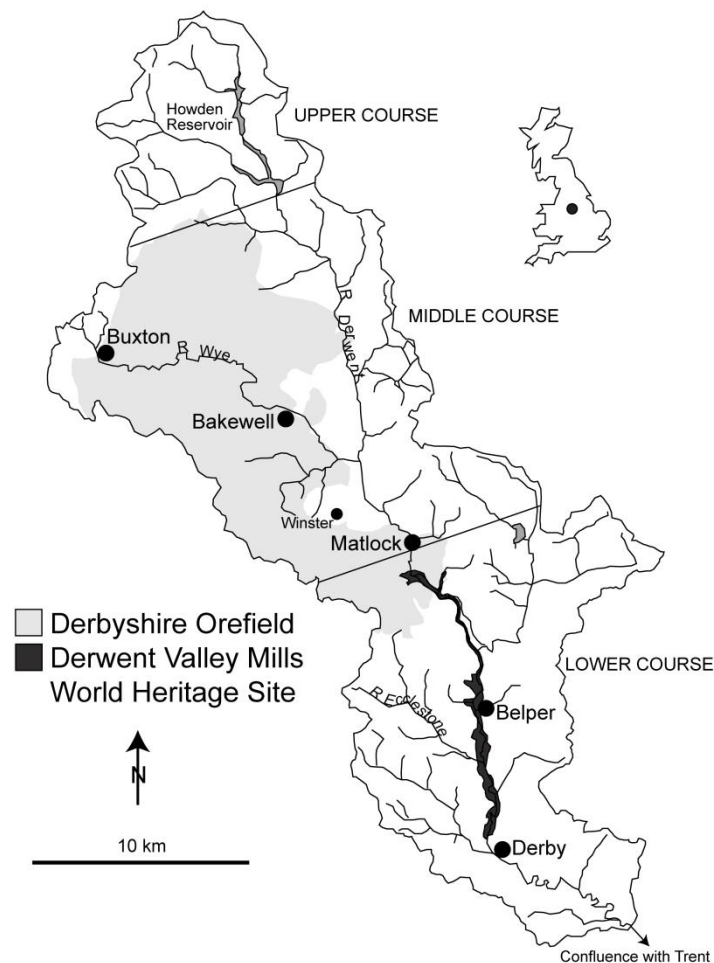 Howden
Reservoir
UPPER COURSE
R Derwent
MIDDLE COURSE
Buxton
R Wye
Bakewell
Winster
Matlock
Derbyshire Orefield
Derwent Valley Mills
World Heritage Site
LOWER COURSE
R Ecclestone
Belper
N
10 km
Derby
Confluence with Trent